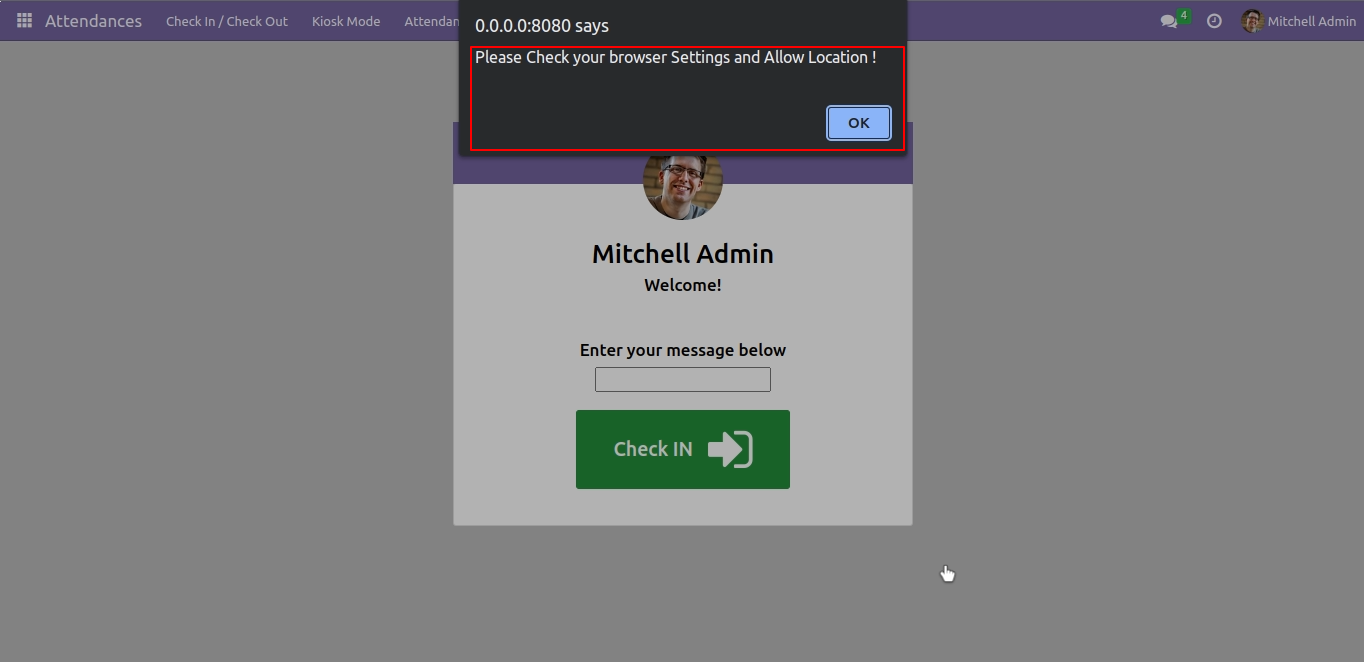 Attendances Check In / Check Out Kiosk Mode Attendan 4 Mitchell Admin
0.0.0.0:8080 says
Please Check your browser Settings and Allow Location !
OK
Mitchell Admin
Welcome!
Enter your message below
Check IN